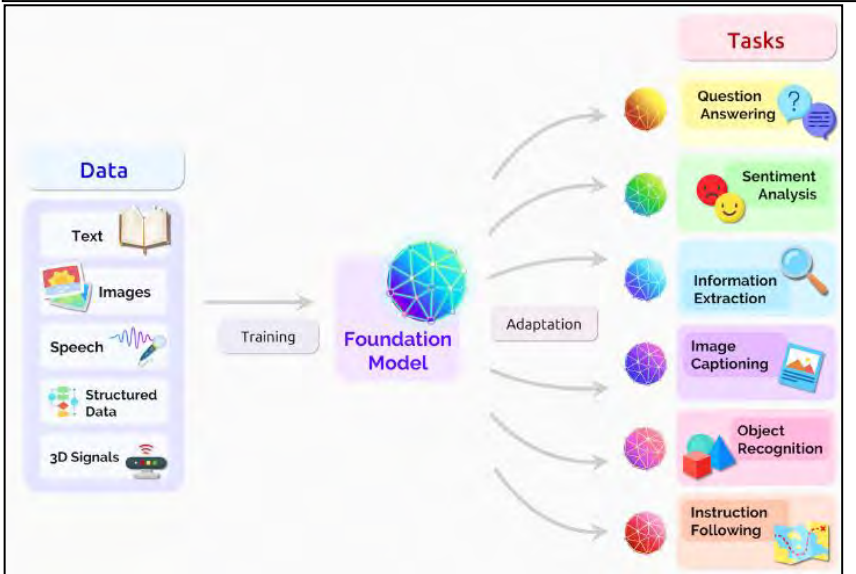 Data
Text
Images
Speech
Structured
Data
3D Signals
Training
Foundation
Model
Adaptation
Tasks
Question
Answering
?
Sentiment
Analysis
Information
Extraction
Image
Captioning
Object
Recognition
Instruction
Following